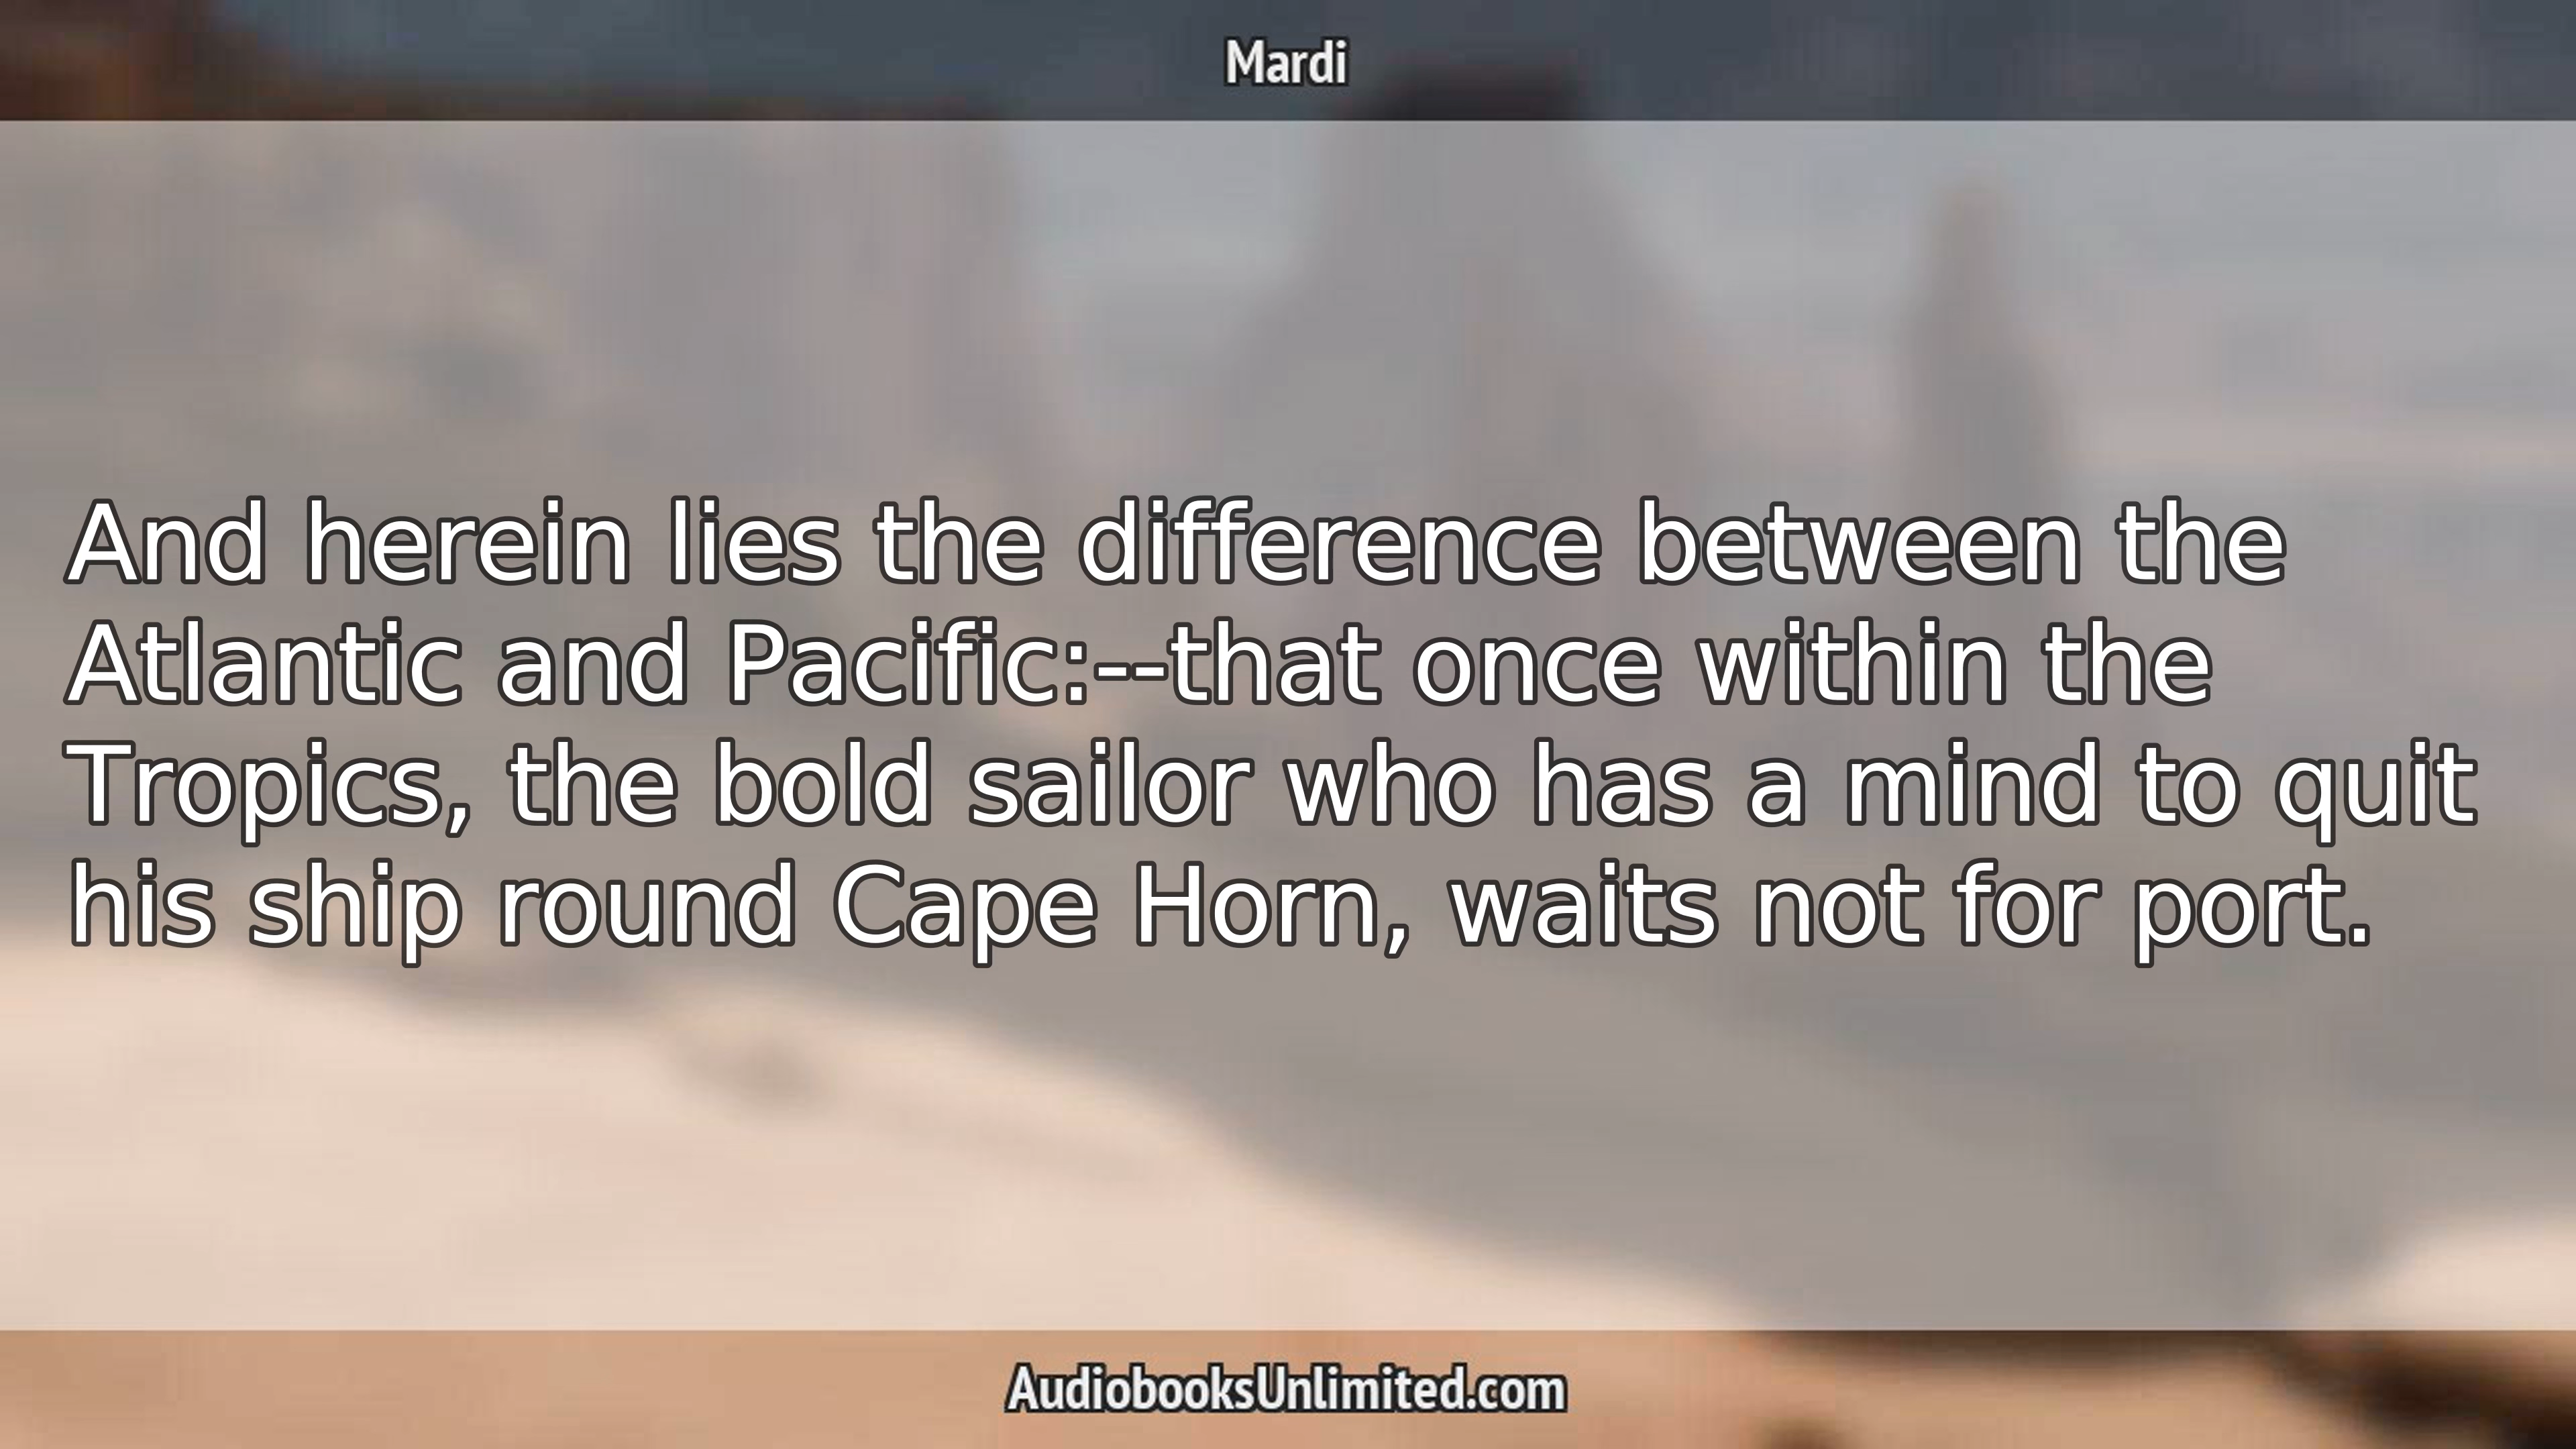 Mardi
And herein lies the difference between the
Atlantic and Pacific:--that once within the
Tropics, the bold sailor who has a mind to quit
his ship round Cape Horn, waits not for port.
AudiobooksUnlimited.com